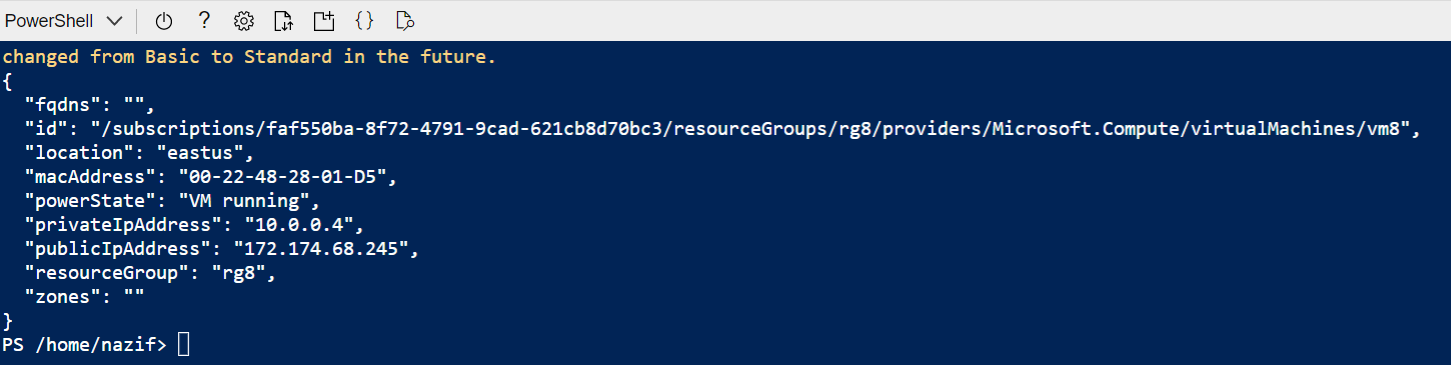 PowerShell
?
{}
changed from Basic to Standard in the future.
{
  "fqdns": "",
  "id": "/subscriptions/faf550ba-8f72-4791-9cad-621cb8d70bc3/resourceGroups/rg8/providers/Microsoft.Compute/virtualMachines/vm8",
  "location": "eastus",
  "macAddress": "00-22-48-28-01-D5",
  "powerState": "VM running",
  "privateIpAddress": "10.0.0.4",
  "publicIpAddress": "172.174.68.245",
  "resourceGroup": "rg8",
  "zones": ""
}
PS /home/nazif>